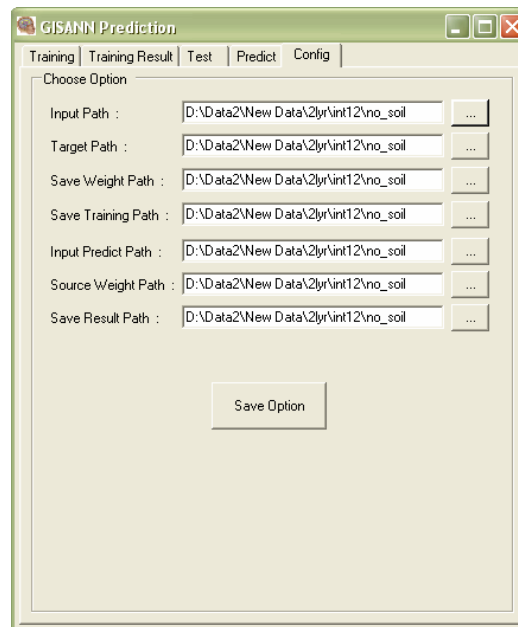 GISANN Prediction
Training Training Result Test Predict Config
Choose Option
Input Path : D:\Data2\New Data\2lyr\int12\no_soil ...
Target Path : D:\Data2\New Data\2lyr\int12\no_soil ...
Save Weight Path : D:\Data2\New Data\2lyr\int12\no_soil ...
Save Training Path : D:\Data2\New Data\2lyr\int12\no_soil ...
Input Predict Path : D:\Data2\New Data\2lyr\int12\no_soil ...
Source Weight Path : D:\Data2\New Data\2lyr\int12\no_soil ...
Save Result Path : D:\Data2\New Data\2lyr\int12\no_soil ...
Save Option